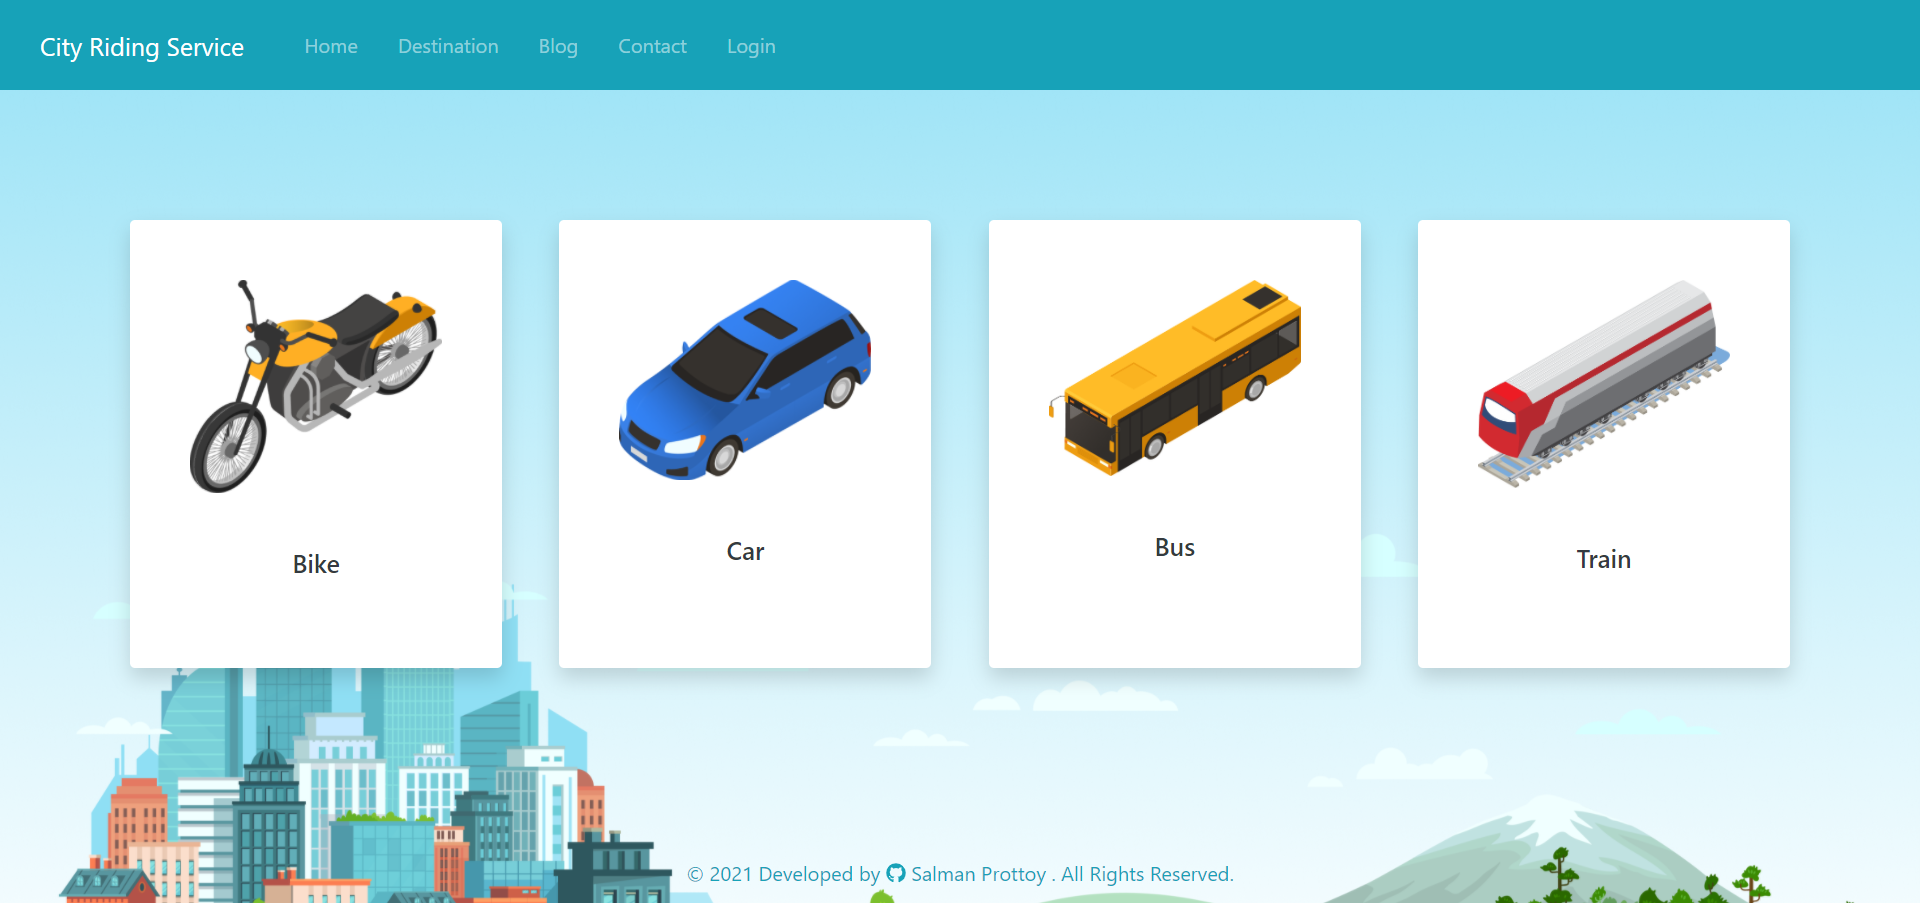 City Riding Service Home Destination Blog Contact Login
Bike Car Bus Train
© 2021 Developed by Salman Prottoy . All Rights Reserved.